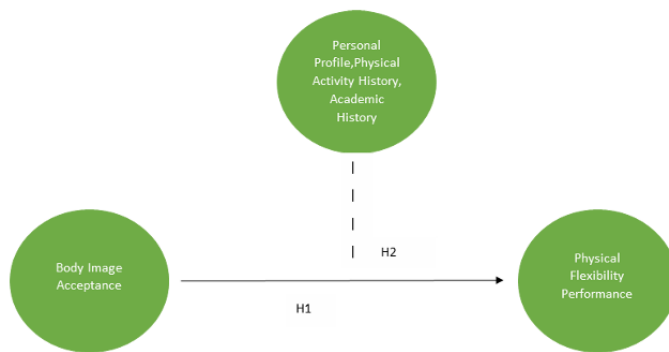 Personal
Profile,Physical
Activity History,
Academic
History
H2
Body Image
Acceptance
Physical
Flexibility
Performance
H1